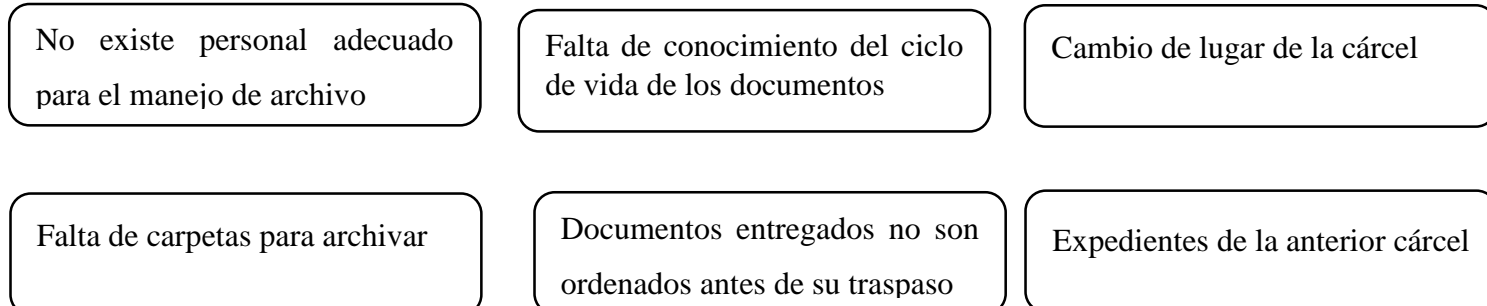 No existe personal adecuado
para el manejo de archivo
Falta de conocimiento del ciclo
de vida de los documentos
Cambio de lugar de la cárcel
Falta de carpetas para archivar
Documentos entregados no son
ordenados antes de su traspaso
Expedientes de la anterior cárcel